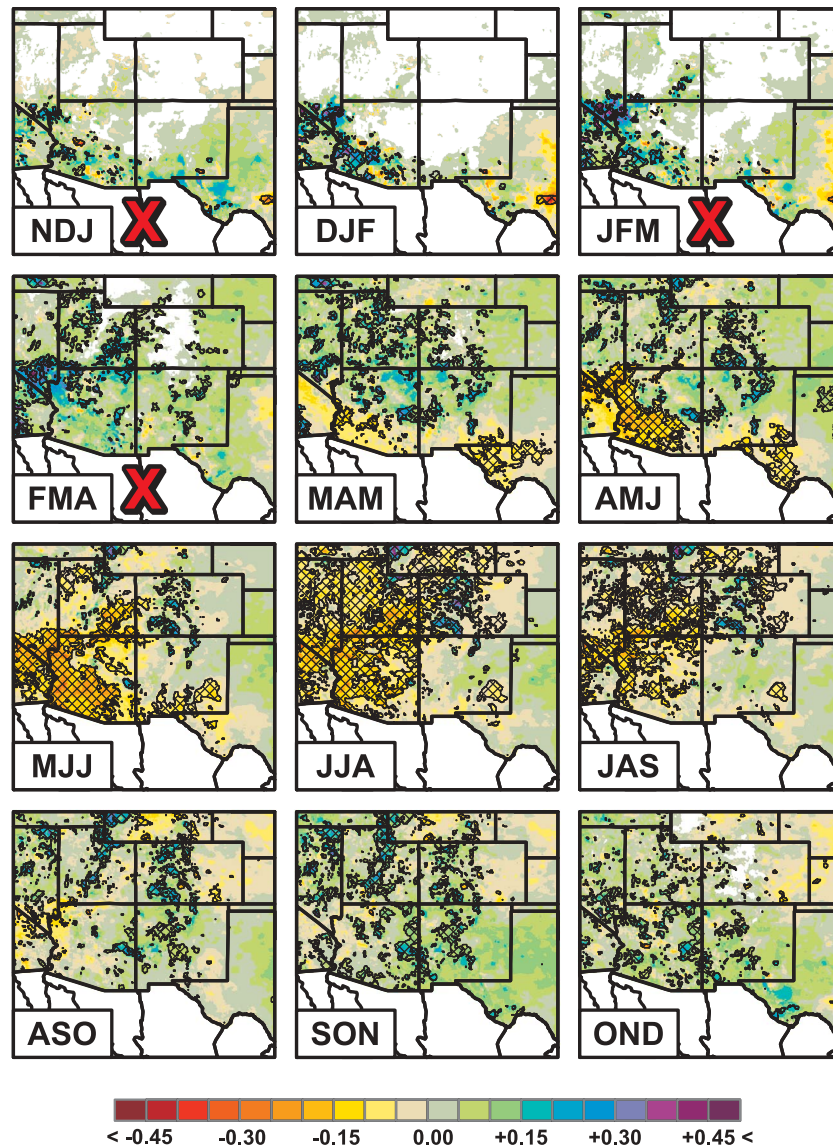 NDJ X DJF JFM X
FMA X MAM AMJ
MJJ JJA JAS
ASO SON OND
< -0.45 -0.30 -0.15 0.00 +0.15 +0.30 +0.45 <